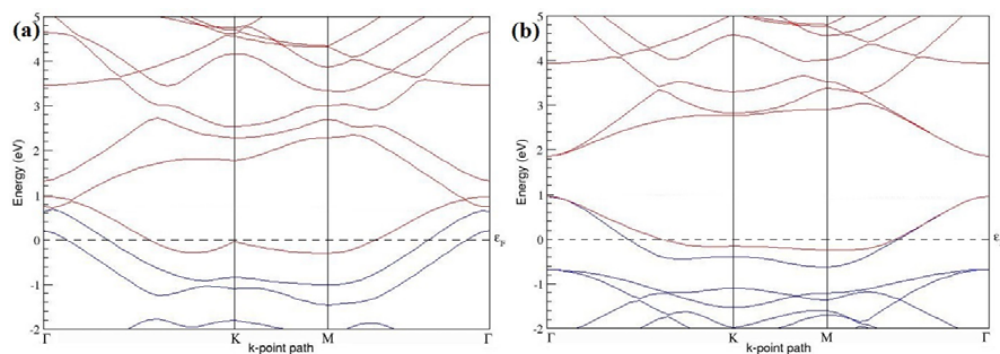 (a)
5
4
3
2
1
0
-1
-2
Energy (eV)
Γ
K
M
Γ
k-point path
ε_F
(b)
5
4
3
2
1
0
-1
-2
Energy (eV)
Γ
K
M
Γ
k-point path
ε